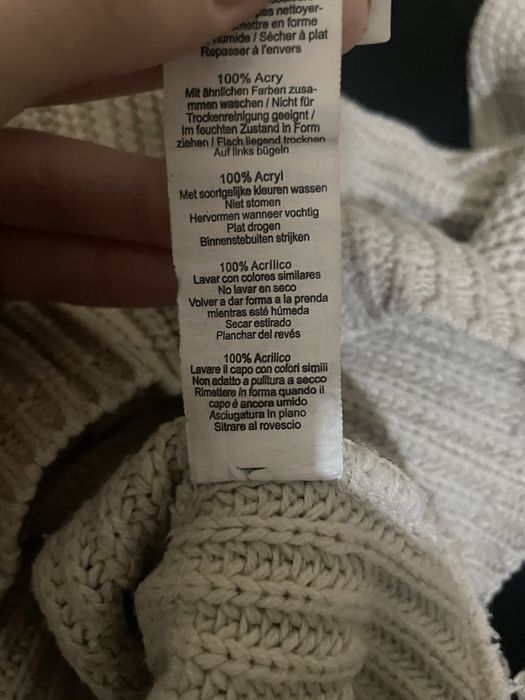 pas nettoyer-
mettre en forme
humide / Sécher à plat
Repasser à l'envers
100% Acry
Mit ähnlichen Farben zusa-
mmen waschen / Nicht für
Trockenreinigung geeignt /
Im feuchten Zustand In Form
ziehen / Flach liegend trocknen
Auf links bügeln
100% Acryl
Met soortgelijke kleuren wassen
Niet stomen
Hervormen wanneer vochtig
Plat drogen
Binnenstebuiten strijken
100% Acrílico
Lavar con colores similares
No lavar en seco
Volver a dar forma a la prenda
mientras esté húmeda
Secar estirado
Planchar del revés
100% Acrilico
Lavare il capo con colori simili
Non adatto a pulitura a secco
Rimettere in forma quando il
capo è ancora umido
Asciugatura in piano
Sitrare al rovescio